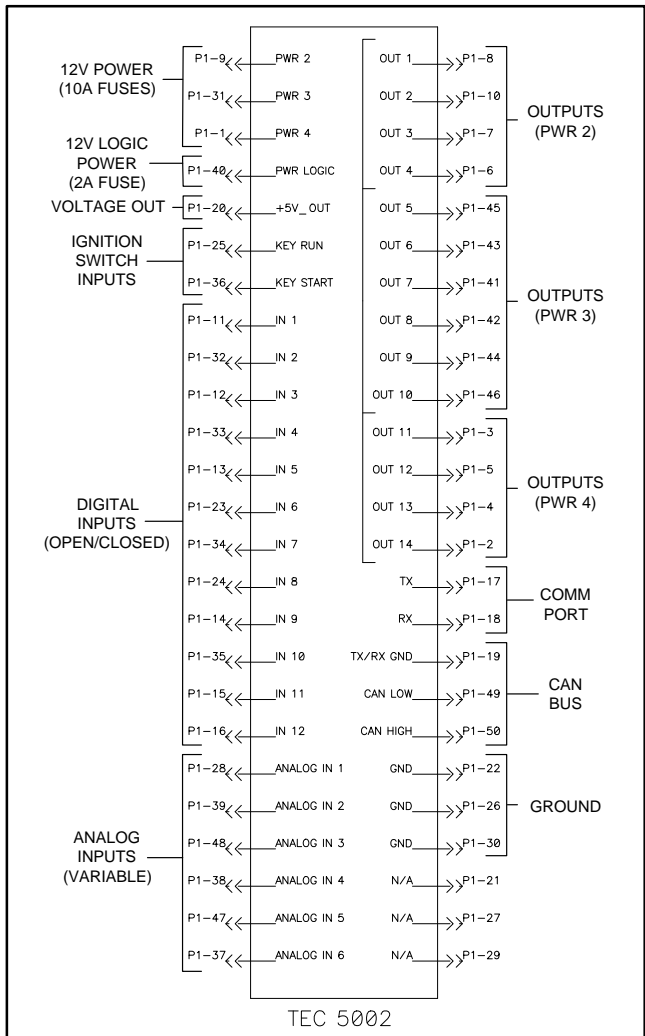 12V POWER
(10A FUSES)
P1-9 PWR 2 OUT 1 P1-8
P1-31 PWR 3 OUT 2 P1-10
P1-1 PWR 4 OUT 3 P1-7
OUTPUTS
(PWR 2)
12V LOGIC
POWER
(2A FUSE)
P1-40 PWR LOGIC OUT 4 P1-6
VOLTAGE OUT
P1-20 +5V_OUT OUT 5 P1-45
IGNITION
SWITCH
INPUTS
P1-25 KEY RUN OUT 6 P1-43
P1-36 KEY START OUT 7 P1-41
OUTPUTS
(PWR 3)
P1-11 IN 1 OUT 8 P1-42
P1-32 IN 2 OUT 9 P1-44
P1-12 IN 3 OUT 10 P1-46
P1-33 IN 4 OUT 11 P1-3
P1-13 IN 5 OUT 12 P1-5
DIGITAL
INPUTS
(OPEN/CLOSED)
P1-23 IN 6 OUT 13 P1-4
OUTPUTS
(PWR 4)
P1-34 IN 7 OUT 14 P1-2
P1-24 IN 8 TX P1-17
P1-14 IN 9 RX P1-18
COMM
PORT
P1-35 IN 10 TX/RX GND P1-19
P1-15 IN 11 CAN LOW P1-49
P1-16 IN 12 CAN HIGH P1-50
CAN
BUS
P1-28 ANALOG IN 1 GND P1-22
P1-39 ANALOG IN 2 GND P1-26
P1-48 ANALOG IN 3 GND P1-30
GROUND
ANALOG
INPUTS
(VARIABLE)
P1-38 ANALOG IN 4 N/A P1-21
P1-47 ANALOG IN 5 N/A P1-27
P1-37 ANALOG IN 6 N/A P1-29
TEC 5002